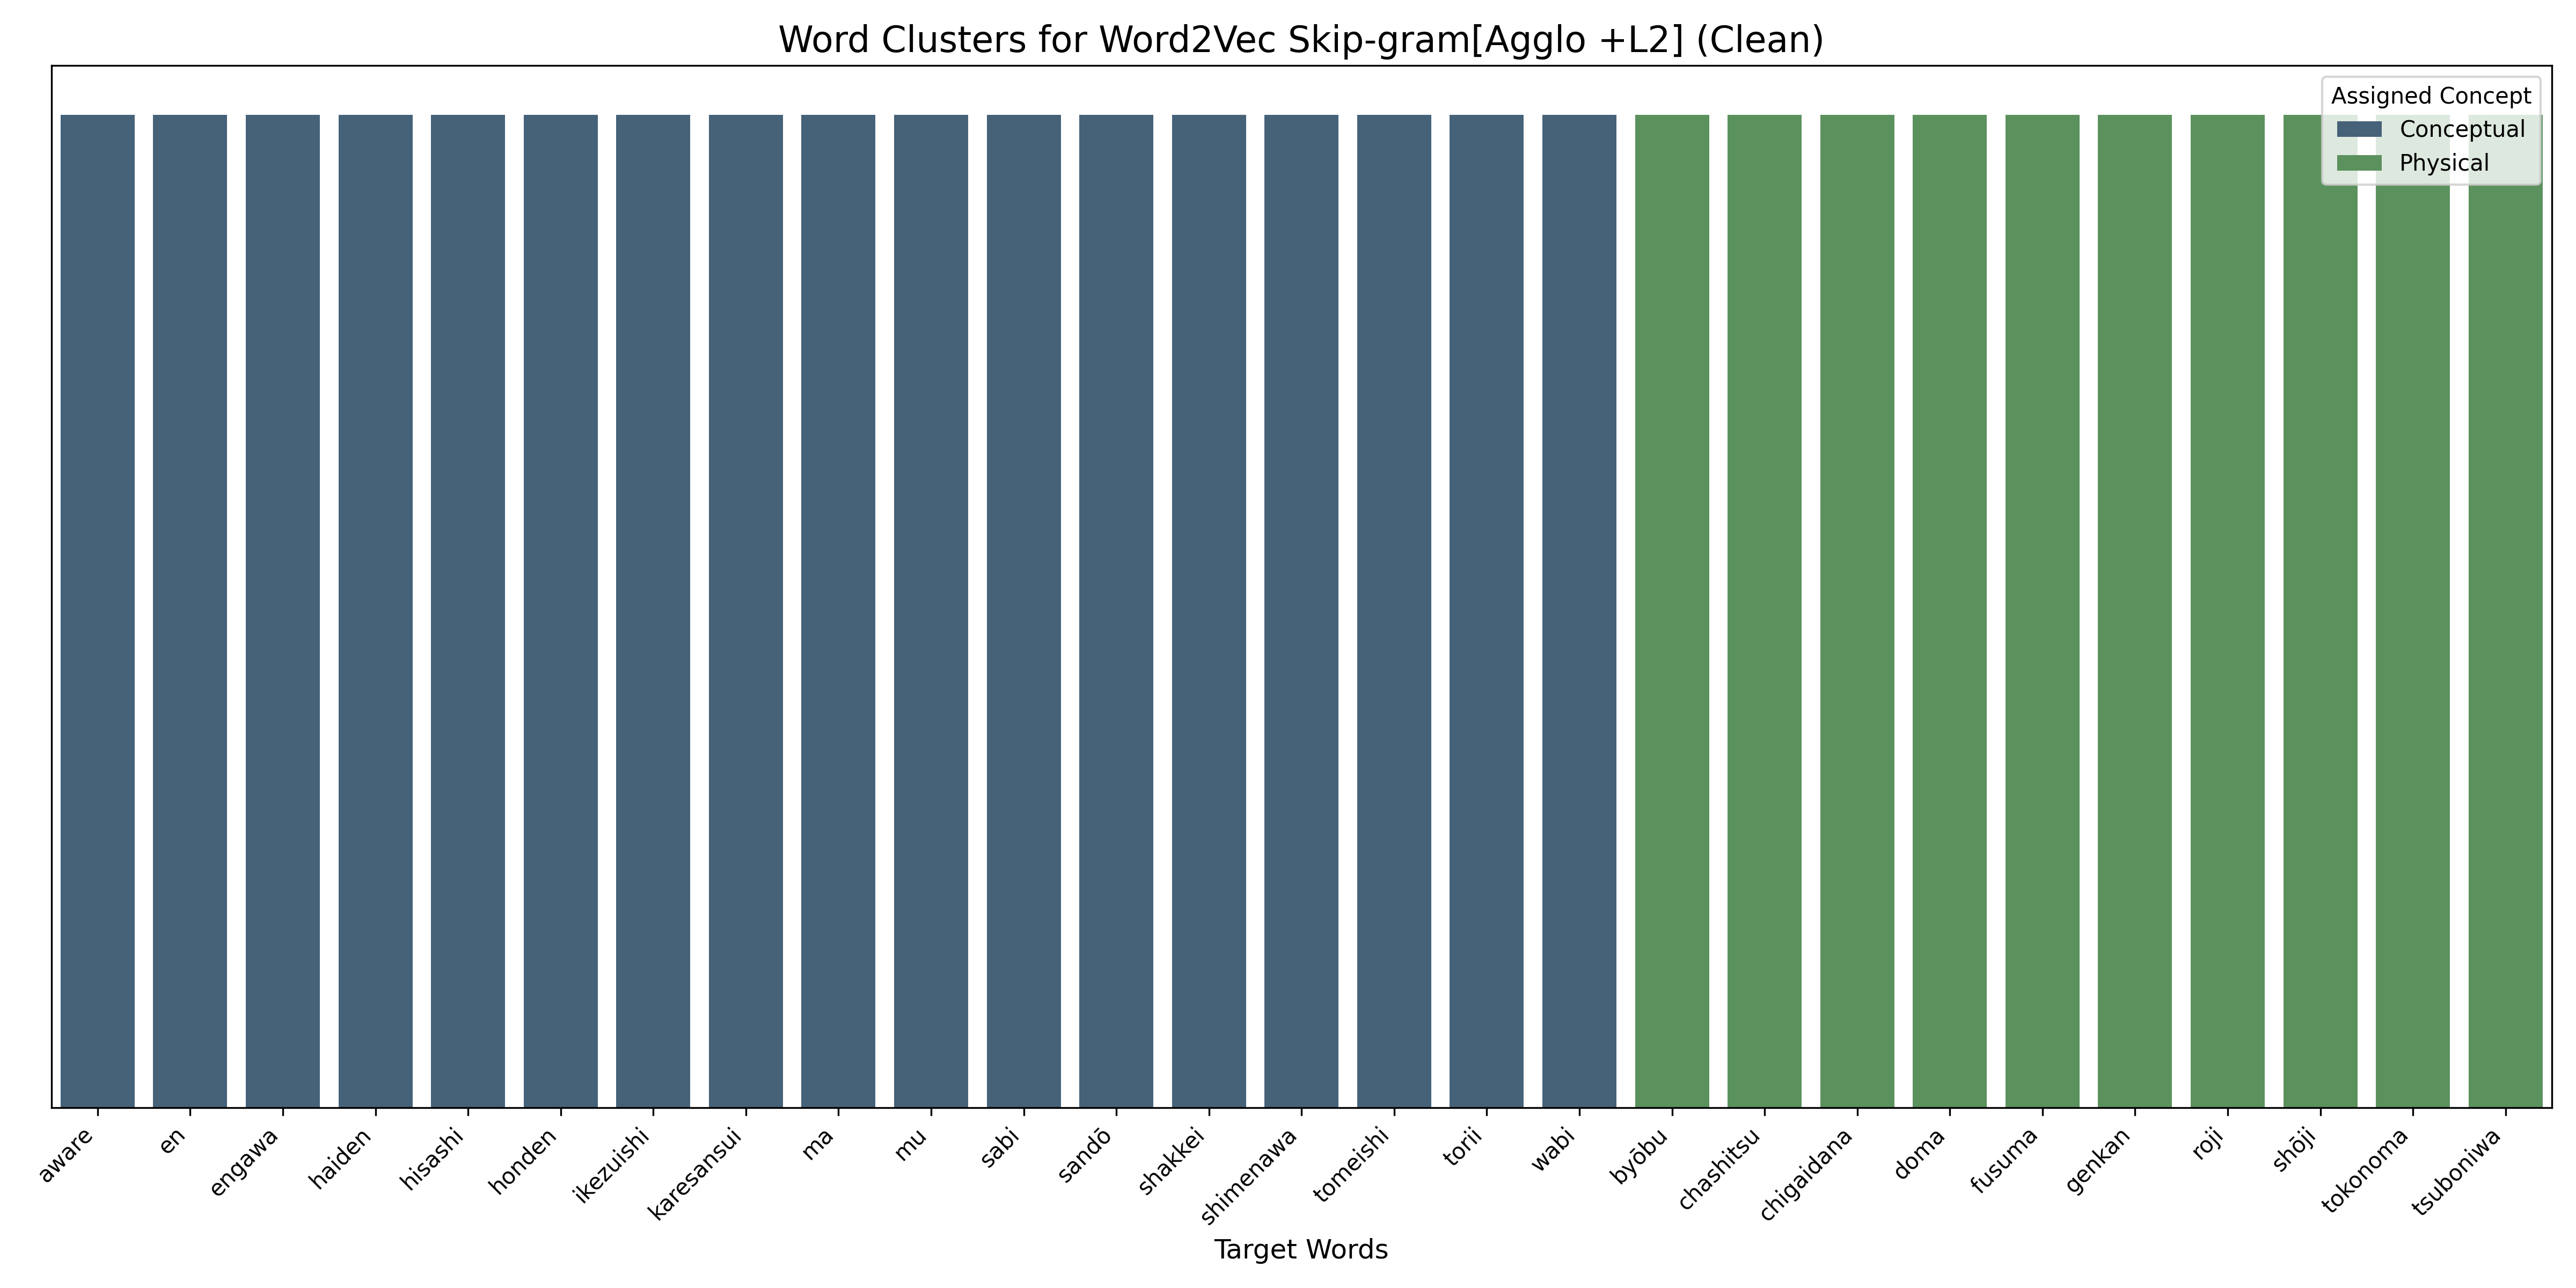 Word Clusters for Word2Vec Skip-gram[Agglo +L2] (Clean)
Assigned Concept
Conceptual
Physical
aware
en
engawa
haiden
hisashi
honden
ikezuishi
karesansui
ma
mu
sabi
sandō
shakkei
shimenawa
tomeishi
torii
wabi
byōbu
chashitsu
chigaidana
doma
fusuma
genkan
roji
shōji
tokonoma
tsuboniwa
Target Words